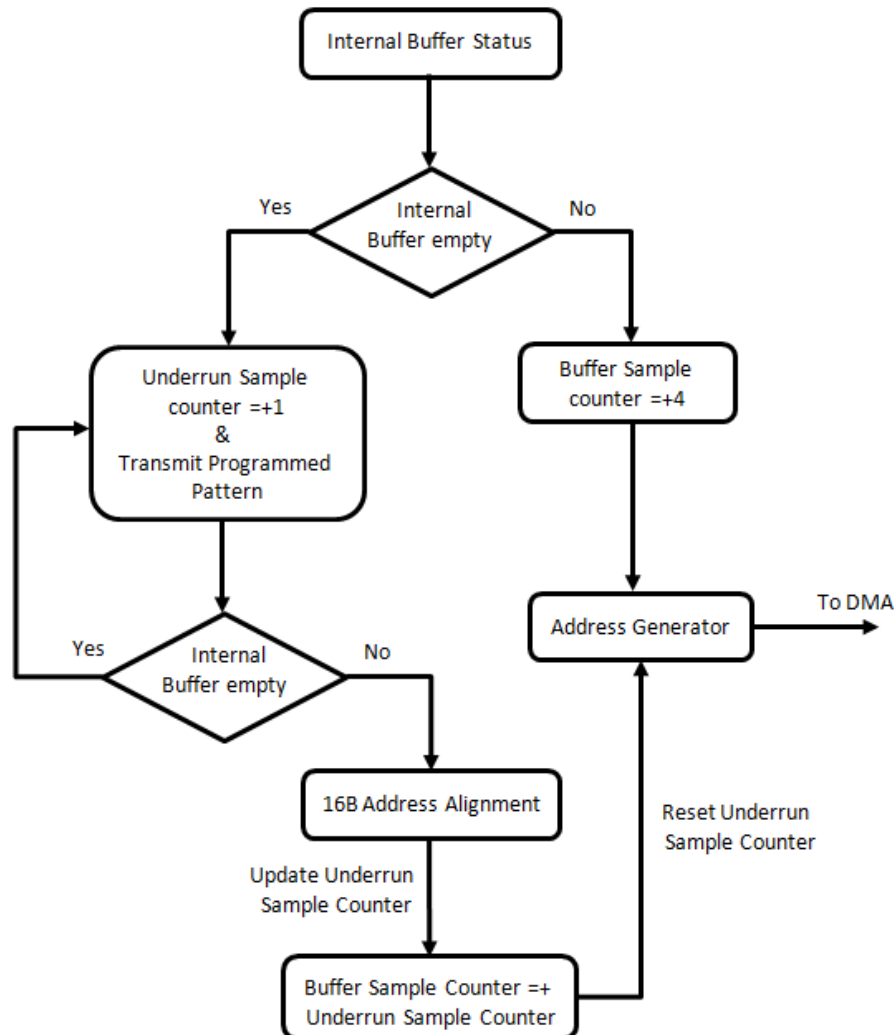 Internal Buffer Status
Yes
Internal
Buffer empty
No
Underrun Sample
counter =+1
&
Transmit Programmed
Pattern
Buffer Sample
counter =+4
To DMA
Address Generator
Yes
Internal
Buffer empty
No
16B Address Alignment
Reset Underrun
Sample Counter
Update Underrun
Sample Counter
Buffer Sample Counter =+
Underrun Sample Counter